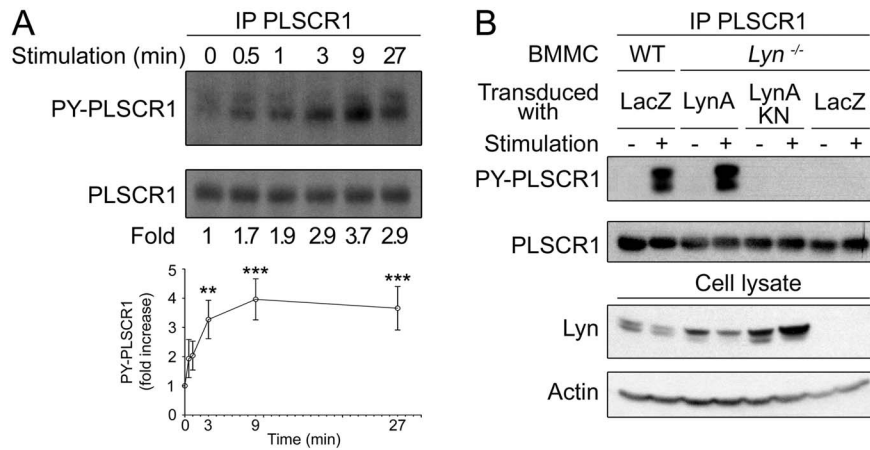 A
IP PLSCR1
Stimulation (min) 0 0.5 1 3 9 27
PY-PLSCR1
PLSCR1
Fold 1 1.7 1.9 2.9 3.7 2.9
PY-PLSCR1
(fold increase)
5
4
3
2
1
0
** *** ***
0 3 9 27
Time (min)
B
IP PLSCR1
BMMC WT Lyn -/-
Transduced
with
LacZ LynA LynA
KN LacZ
Stimulation - + - + - + - +
PY-PLSCR1
PLSCR1
Cell lysate
Lyn
Actin